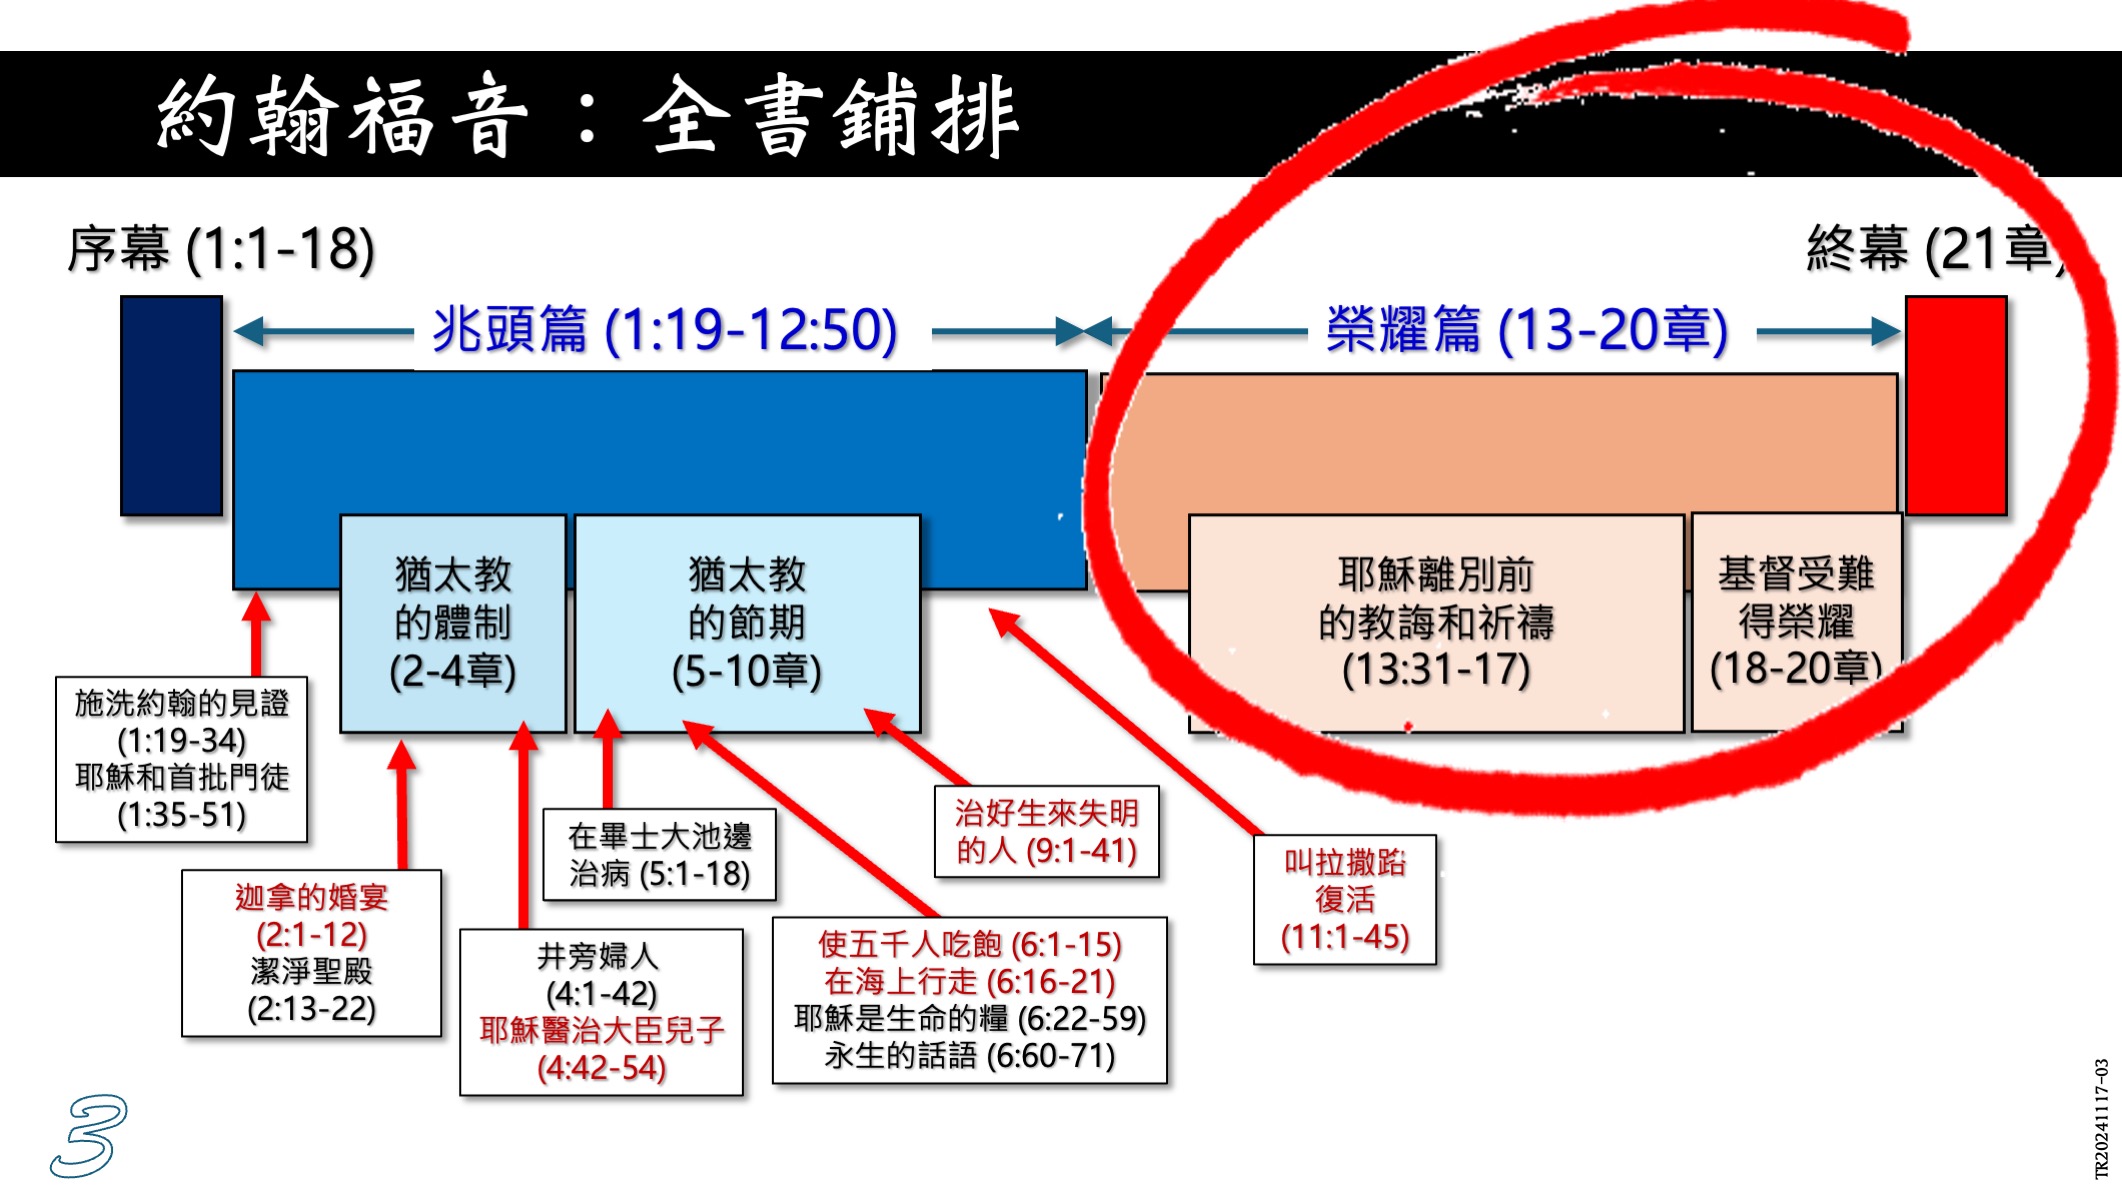 約翰福音：全書鋪排
序幕 (1:1-18)
終幕 (21章)
兆頭篇 (1:19-12:50)
榮耀篇 (13-20章)
猶太教
的體制
(2-4章)
猶太教
的節期
(5-10章)
耶穌離別前
的教誨和祈禱
(13:31-17)
基督受難
得榮耀
(18-20章)
施洗約翰的見證
(1:19-34)
耶穌和首批門徒
(1:35-51)
迦拿的婚宴
(2:1-12)
潔淨聖殿
(2:13-22)
井旁婦人
(4:1-42)
耶穌醫治大臣兒子
(4:42-54)
在畢士大池邊
治病 (5:1-18)
使五千人吃飽 (6:1-15)
在海上行走 (6:16-21)
耶穌是生命的糧 (6:22-59)
永生的話語 (6:60-71)
治好生來失明
的人 (9:1-41)
叫拉撒路
復活
(11:1-45)
3
TR20241117-03